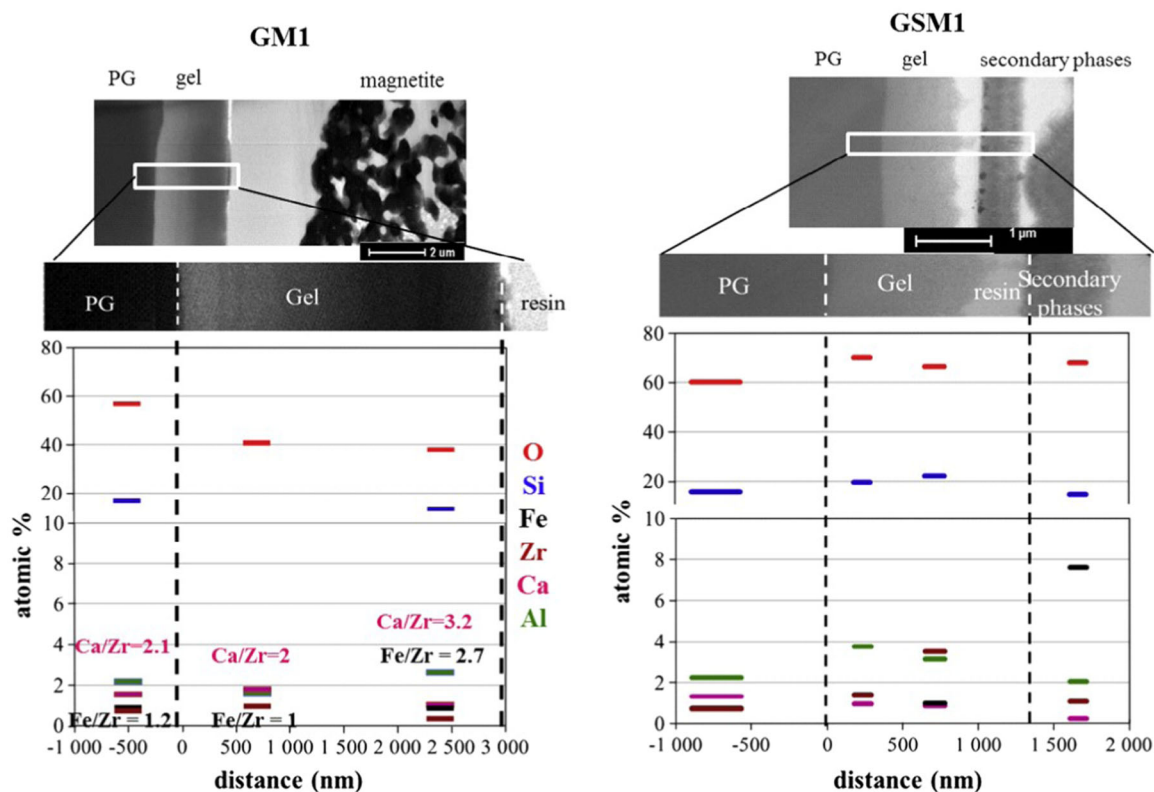 GM1
PG gel magnetite
2 µm
PG Gel resin
80
60
40
20
10
8
6
4
2
0
atomic %
Ca/Zr=2.1
Fe/Zr = 1.2
Ca/Zr=2
Fe/Zr = 1
Ca/Zr=3.2
Fe/Zr = 2.7
-1 000 -500 0 500 1 000 1 500 2 000 2 500 3 000
distance (nm)
O
Si
Fe
Zr
Ca
Al
GSM1
PG gel secondary phases
1 µm
PG Gel resin Secondary
phases
80
60
40
20
10
8
6
4
2
0
atomic %
-1 000 -500 0 500 1 000 1 500 2 000
distance (nm)